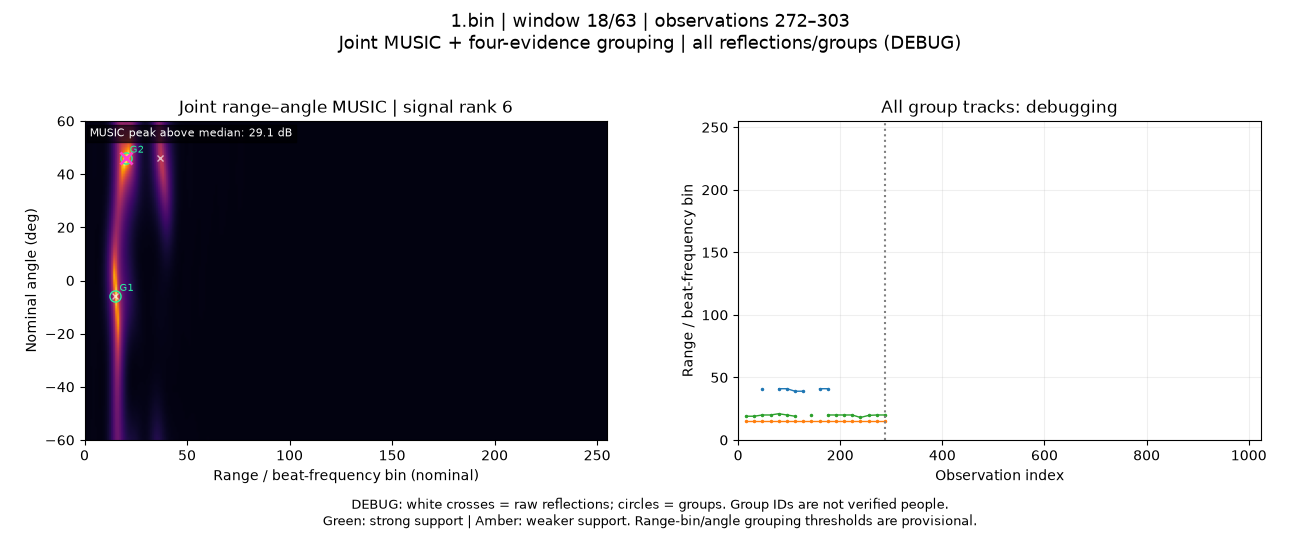 1.bin | window 18/63 | observations 272–303
Joint MUSIC + four-evidence grouping | all reflections/groups (DEBUG)
Joint range–angle MUSIC | signal rank 6
MUSIC peak above median: 29.1 dB
G2
G1
60
40
20
0
−20
−40
−60
Nominal angle (deg)
0
50
100
150
200
250
Range / beat-frequency bin (nominal)
All group tracks: debugging
250
200
150
100
50
0
Range / beat-frequency bin
0
200
400
600
800
1000
Observation index
DEBUG: white crosses = raw reflections; circles = groups. Group IDs are not verified people.
Green: strong support | Amber: weaker support. Range-bin/angle grouping thresholds are provisional.